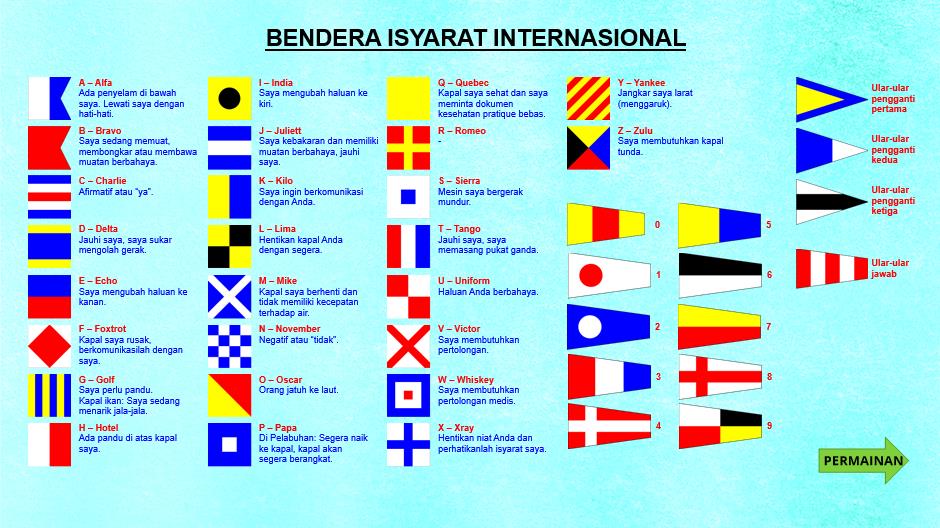 BENDERA ISYARAT INTERNASIONAL
A – Alfa
Ada penyelam di bawah
saya. Lewati saya dengan
hati-hati.
B – Bravo
Saya sedang memuat,
membongkar atau membawa
muatan berbahaya.
C – Charlie
Afirmatif atau “ya”.
D – Delta
Jauhi saya, saya sukar
mengolah gerak.
E – Echo
Saya mengubah haluan ke
kanan.
F – Foxtrot
Kapal saya rusak,
berkomunikasilah dengan
saya.
G – Golf
Saya perlu pandu.
Kapal ikan: Saya sedang
menarik jala-jala.
H – Hotel
Ada pandu di atas kapal
saya.
I – India
Saya mengubah haluan ke
kiri.
J – Juliett
Saya kebakaran dan memiliki
muatan berbahaya, jauhi
saya.
K – Kilo
Saya ingin berkomunikasi
dengan Anda.
L – Lima
Hentikan kapal Anda
dengan segera.
M – Mike
Kapal saya berhenti dan
tidak memiliki kecepatan
terhadap air.
N – November
Negatif atau “tidak”.
O – Oscar
Orang jatuh ke laut.
P – Papa
Di Pelabuhan: Segera naik
ke kapal, kapal akan
segera berangkat.
Q – Quebec
Kapal saya sehat dan saya
meminta dokumen
kesehatan pratique bebas.
R – Romeo
-
S – Sierra
Mesin saya bergerak
mundur.
T – Tango
Jauhi saya, saya
memasang pukat ganda.
U – Uniform
Haluan Anda berbahaya.
V – Victor
Saya membutuhkan
pertolongan.
W – Whiskey
Saya membutuhkan
pertolongan medis.
X – Xray
Hentikan niat Anda dan
perhatikanlah isyarat saya.
Y – Yankee
Jangkar saya larat
(menggaruk).
Z – Zulu
Saya membutuhkan kapal
tunda.
0
1
2
3
4
5
6
7
8
9
Ular-ular
pengganti
pertama
Ular-ular
pengganti
kedua
Ular-ular
pengganti
ketiga
Ular-ular
jawab
PERMAINAN